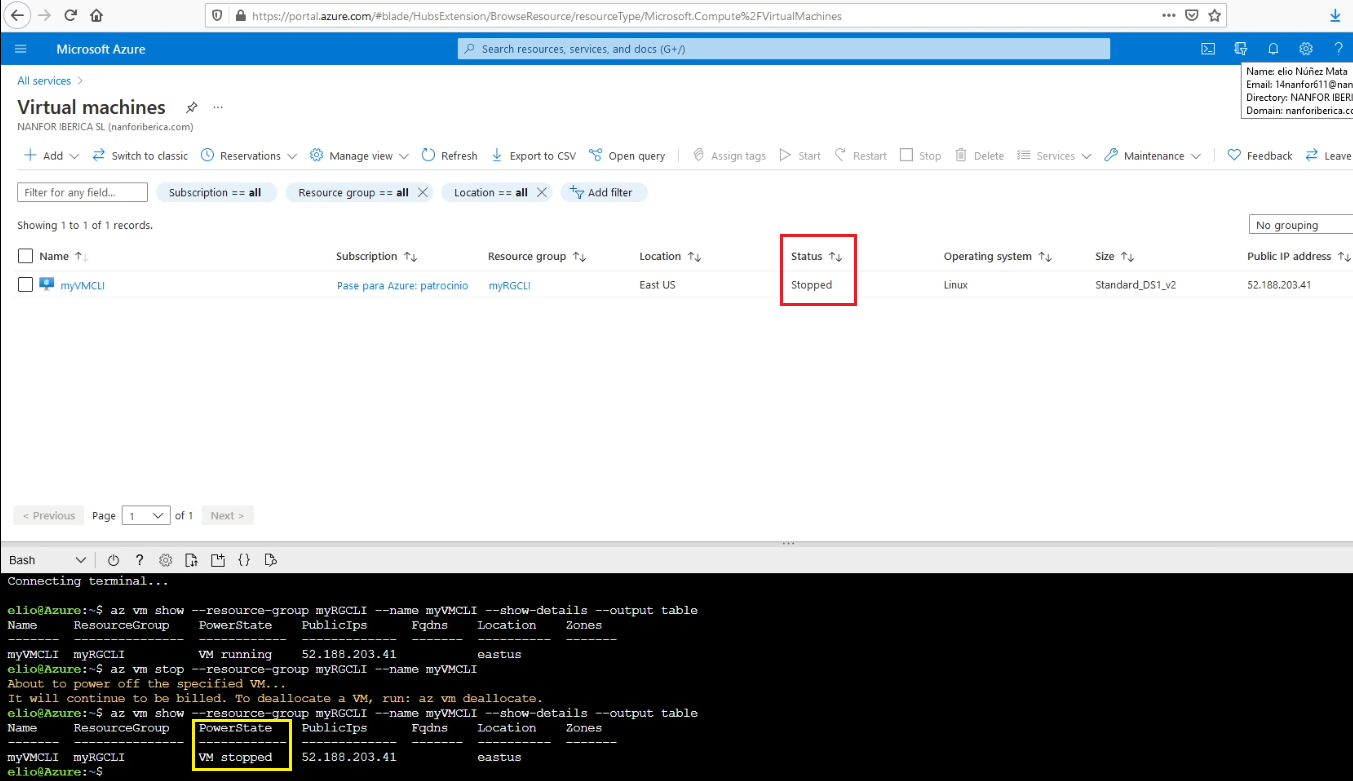 https://portal.azure.com/#blade/HubsExtension/BrowseResource/resourceType/Microsoft.Compute%2FVirtualMachines
Microsoft Azure
Search resources, services, and docs (G+/)
Name: elio Núñez Mata
Email: 14nanfor611@nan
Directory: NANFOR IBERI
Domain: nanforiberica.co
All services >
Virtual machines
NANFOR IBERICA SL (nanforiberica.com)
Add Switch to classic Reservations Manage view Refresh Export to CSV Open query Assign tags Start Restart Stop Delete Services Maintenance Feedback Leave
Filter for any field... Subscription == all Resource group == all Location == all Add filter
Showing 1 to 1 of 1 records.
No grouping
Name Subscription Resource group Location Status Operating system Size Public IP address
myVMCLI Pase para Azure: patrocinio myRGCLI East US Stopped Linux Standard_DS1_v2 52.188.203.41
< Previous Page 1 of 1 Next >
Bash
Connecting terminal...
elio@Azure:~$ az vm show --resource-group myRGCLI --name myVMCLI --show-details --output table
Name ResourceGroup PowerState PublicIps Fqdns Location Zones
------- --------------- ------------ ------------- ------- ---------- -------
myVMCLI myRGCLI VM running 52.188.203.41 eastus
elio@Azure:~$ az vm stop --resource-group myRGCLI --name myVMCLI
About to power off the specified VM...
It will continue to be billed. To deallocate a VM, run: az vm deallocate.
elio@Azure:~$ az vm show --resource-group myRGCLI --name myVMCLI --show-details --output table
Name ResourceGroup PowerState PublicIps Fqdns Location Zones
------- --------------- ------------ ------------- ------- ---------- -------
myVMCLI myRGCLI VM stopped 52.188.203.41 eastus
elio@Azure:~$